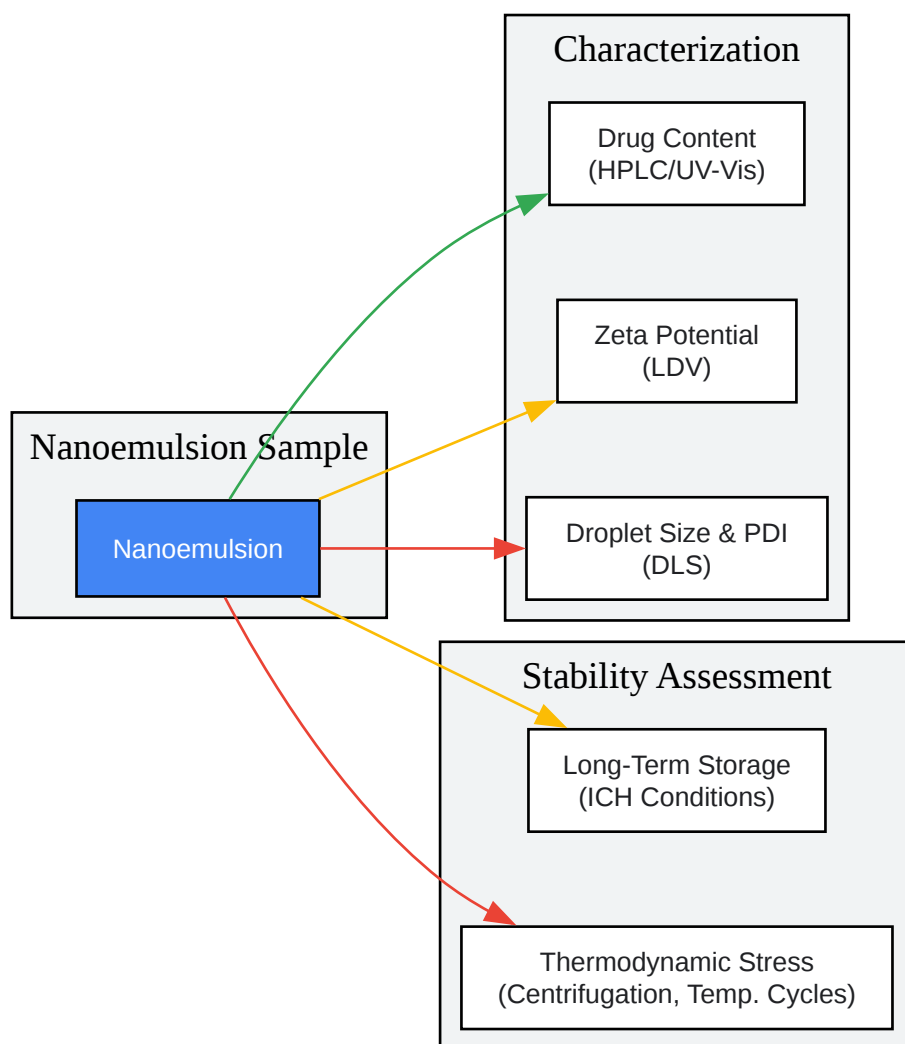 Characterization
Drug Content
(HPLC/UV-Vis)
Zeta Potential
(LDV)
Droplet Size & PDI
(DLS)
Nanoemulsion Sample
Nanoemulsion
Stability Assessment
Long-Term Storage
(ICH Conditions)
Thermodynamic Stress
(Centrifugation, Temp. Cycles)